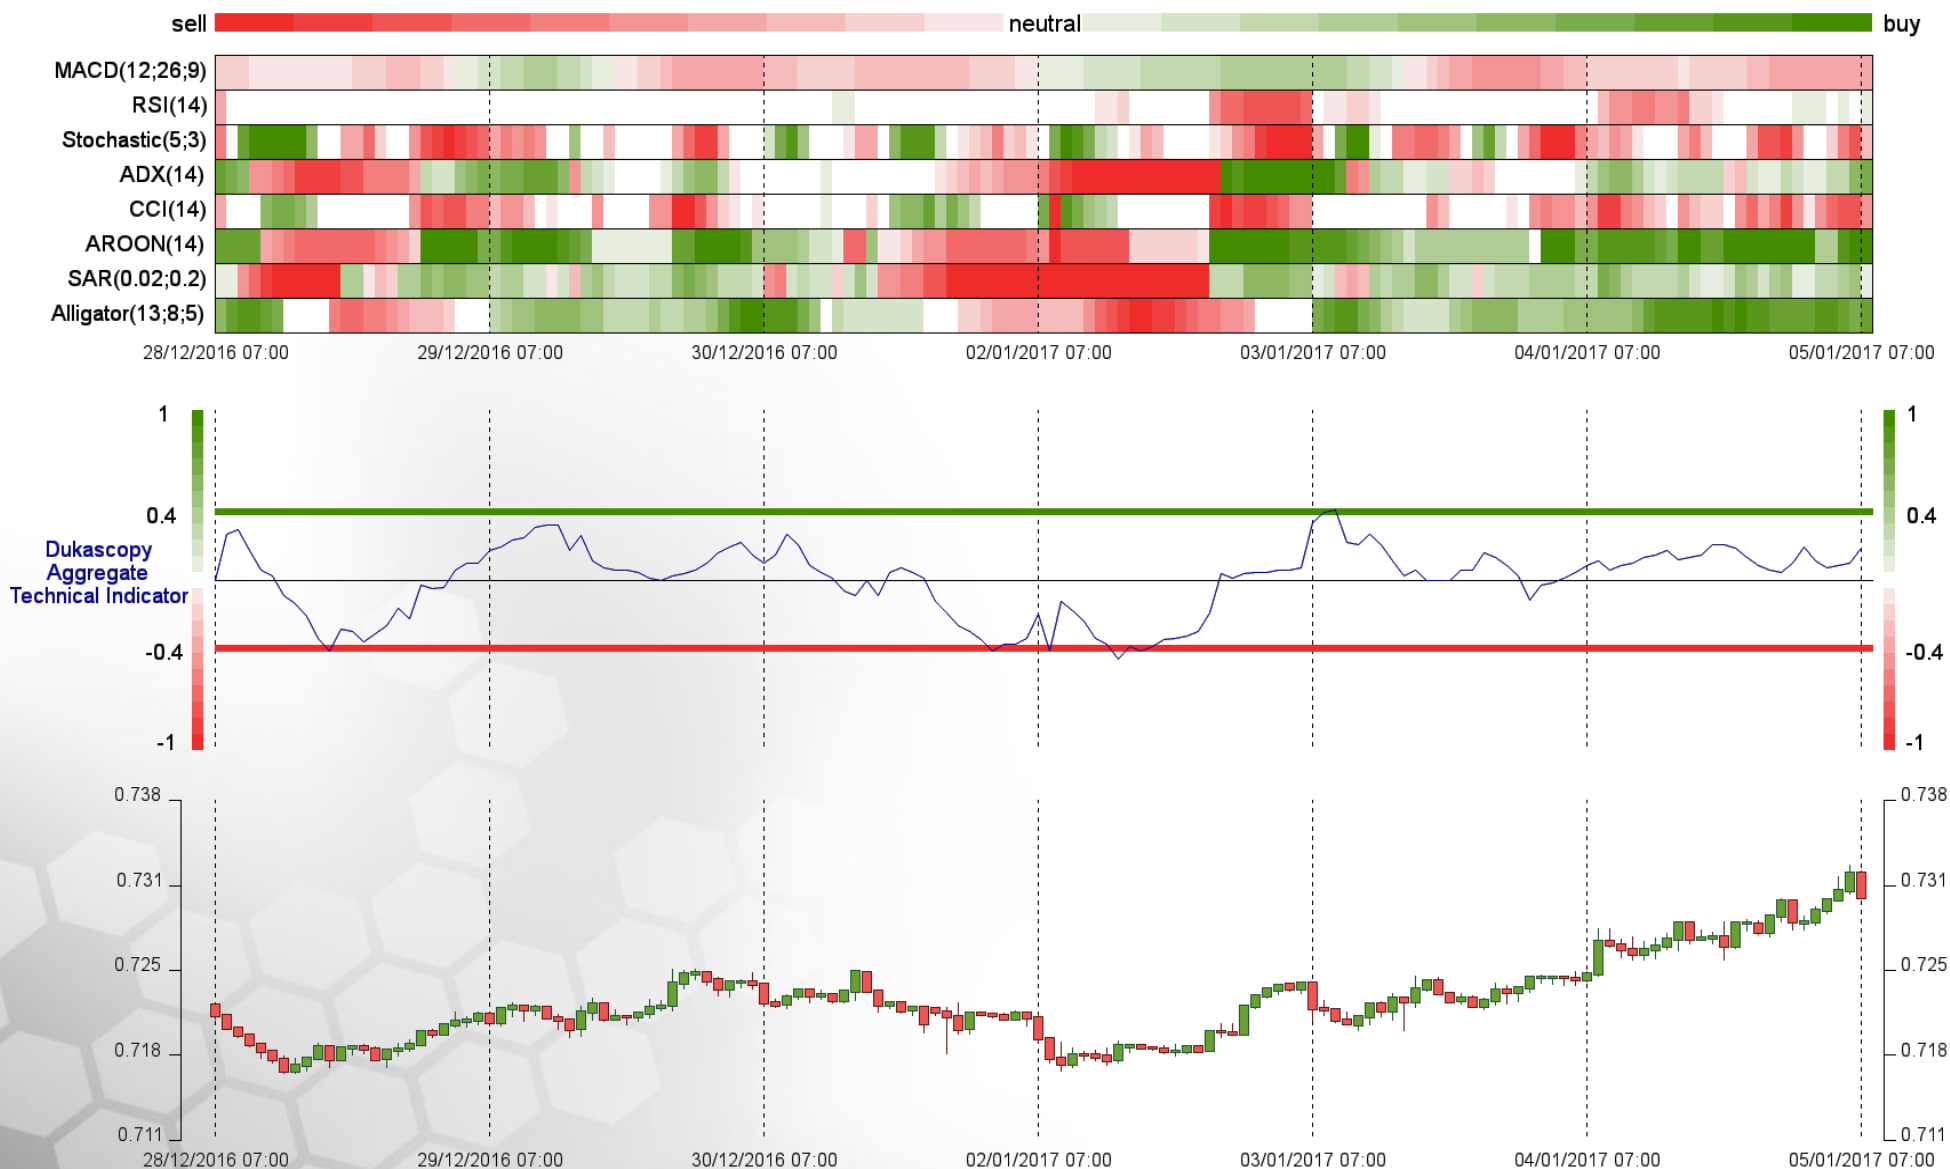 sell neutral buy
MACD(12;26;9)
RSI(14)
Stochastic(5;3)
ADX(14)
CCI(14)
AROON(14)
SAR(0.02;0.2)
Alligator(13;8;5)
28/12/2016 07:00 29/12/2016 07:00 30/12/2016 07:00 02/01/2017 07:00 03/01/2017 07:00 04/01/2017 07:00 05/01/2017 07:00
1 1
0.4 0.4
Dukascopy
Aggregate
Technical Indicator
-0.4 -0.4
-1 -1
0.738 0.738
0.731 0.731
0.725 0.725
0.718 0.718
0.711 0.711
28/12/2016 07:00 29/12/2016 07:00 30/12/2016 07:00 02/01/2017 07:00 03/01/2017 07:00 04/01/2017 07:00 05/01/2017 07:00